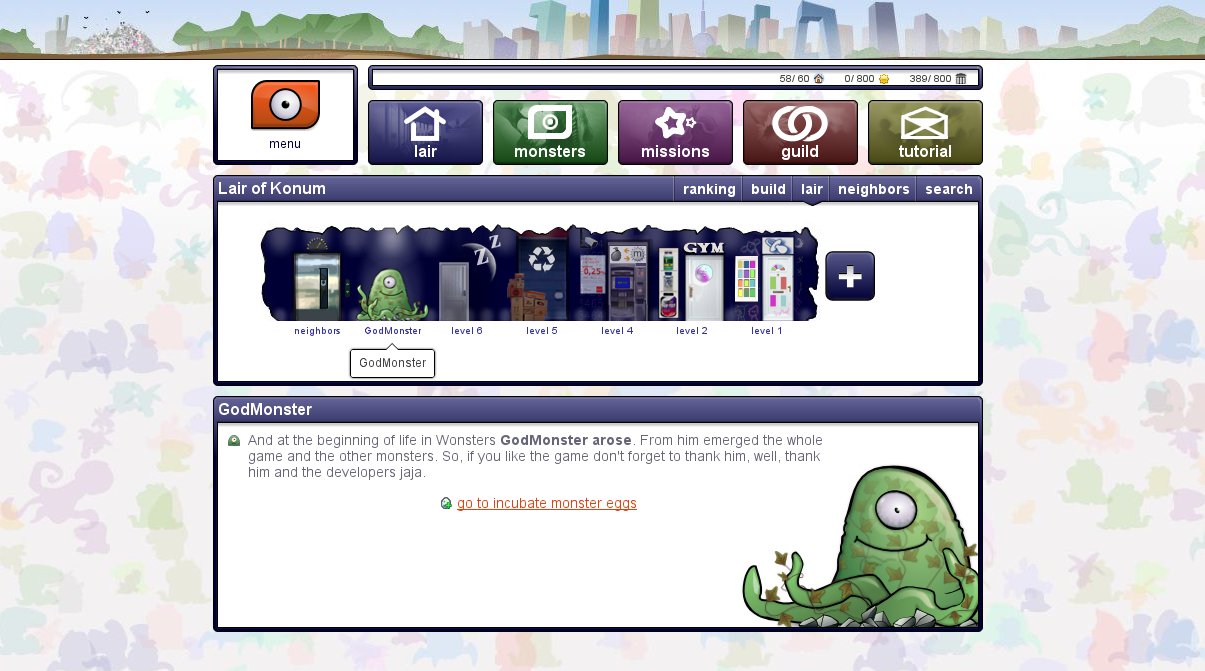 58/ 60
0/ 800
389/ 800
menu
lair
monsters
missions
guild
tutorial
Lair of Konum
ranking
build
lair
neighbors
search
Z
Z
GYM
0,25
neighbors
GodMonster
level 6
level 5
level 4
level 2
level 1
GodMonster
GodMonster
And at the beginning of life in Wonsters GodMonster arose. From him emerged the whole
game and the other monsters. So, if you like the game don't forget to thank him, well, thank
him and the developers jaja.
go to incubate monster eggs